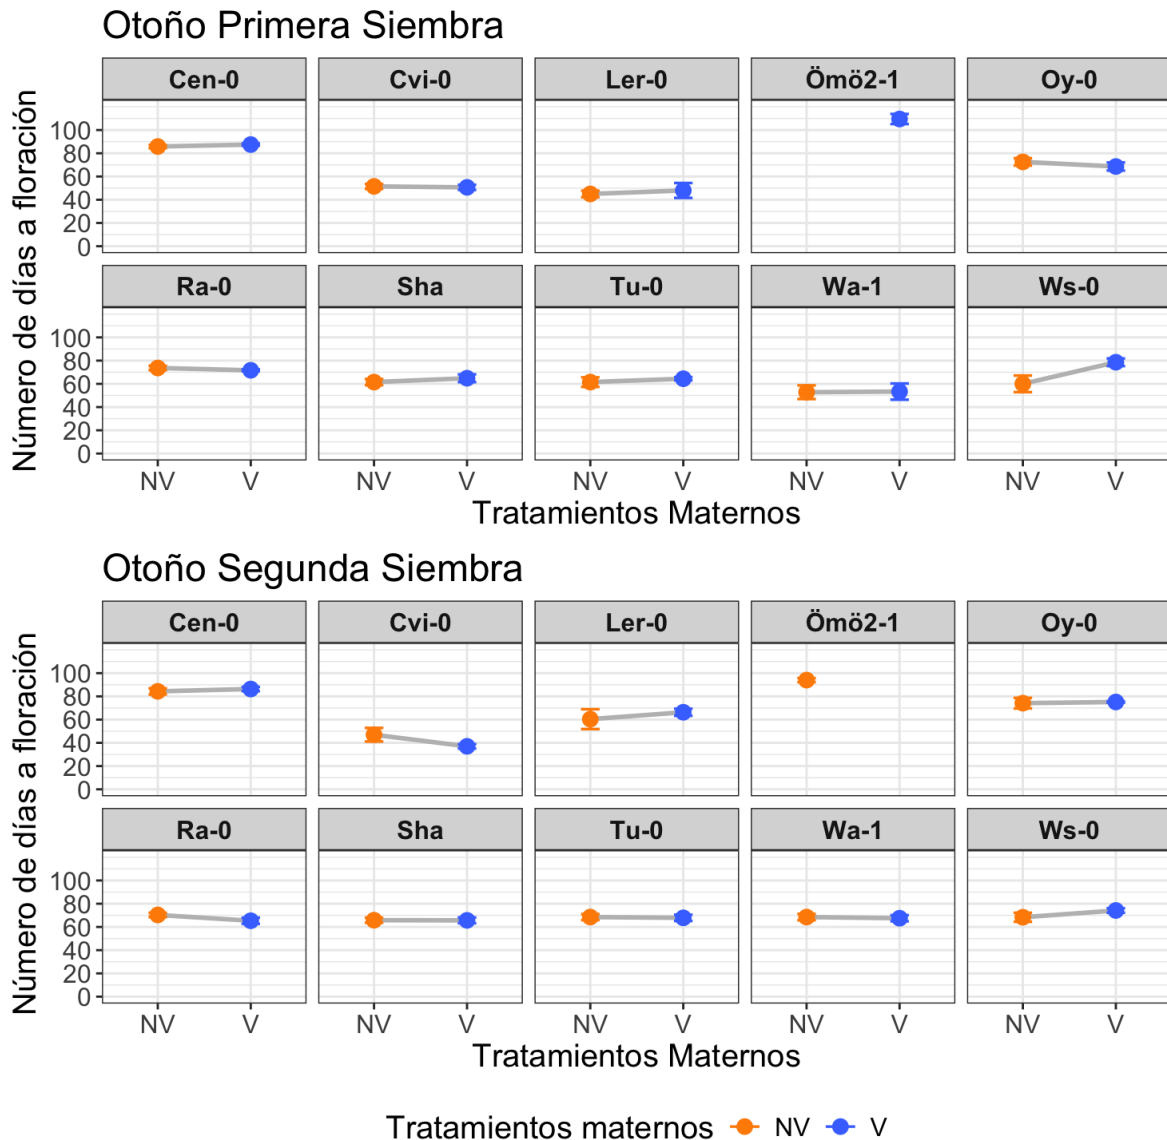 Otoño Primera Siembra
Cen-0 Cvi-0 Ler-0 Ömö2-1 Oy-0
100
80
60
40
20
0
Ra-0 Sha Tu-0 Wa-1 Ws-0
100
80
60
40
20
0
Número de días a floración
NV V NV V NV V NV V NV V
Tratamientos Maternos
Otoño Segunda Siembra
Cen-0 Cvi-0 Ler-0 Ömö2-1 Oy-0
100
80
60
40
20
0
Ra-0 Sha Tu-0 Wa-1 Ws-0
100
80
60
40
20
0
Número de días a floración
NV V NV V NV V NV V NV V
Tratamientos Maternos
Tratamientos maternos NV V